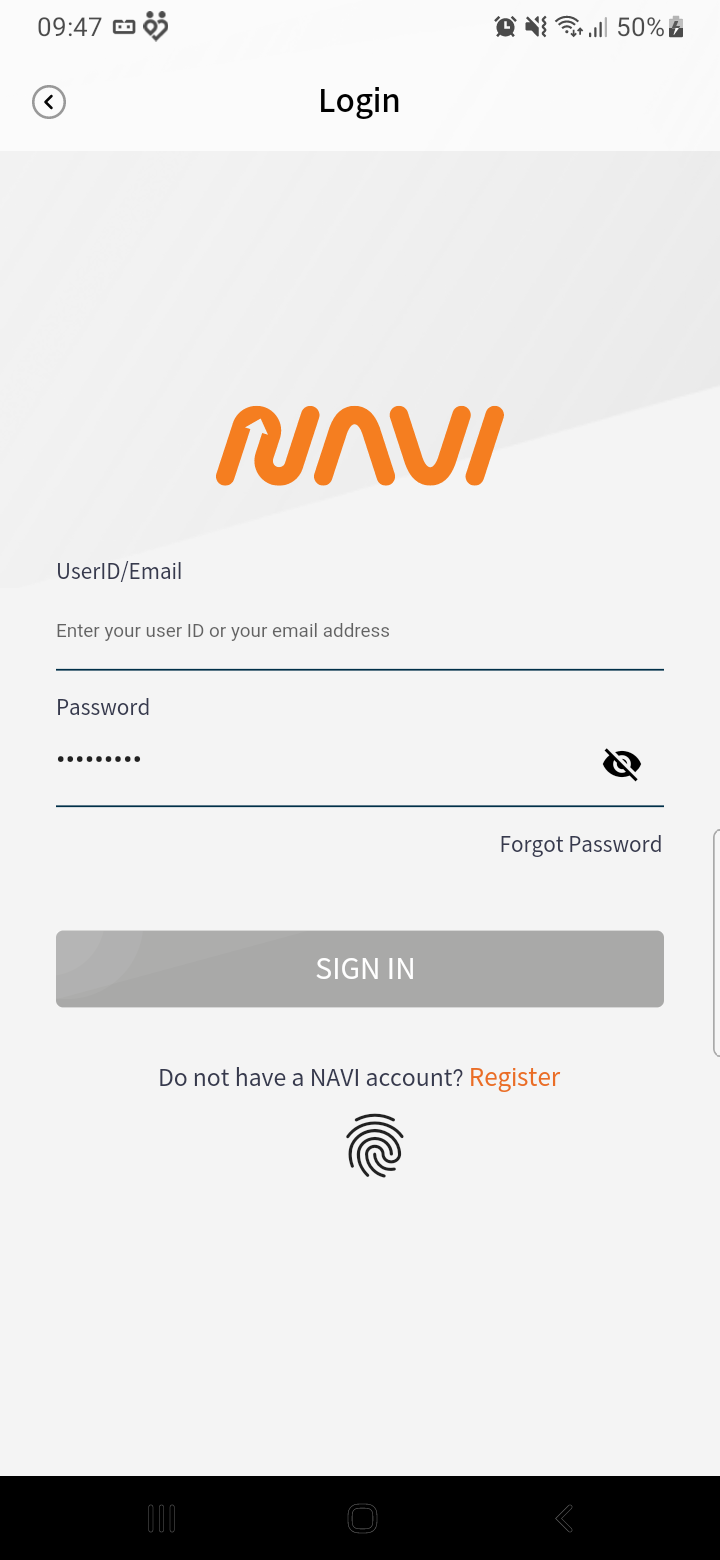 09:47 50%
Login
NAVI
UserID/Email
Enter your user ID or your email address
Password
•••••••••
Forgot Password
SIGN IN
Do not have a NAVI account? Register